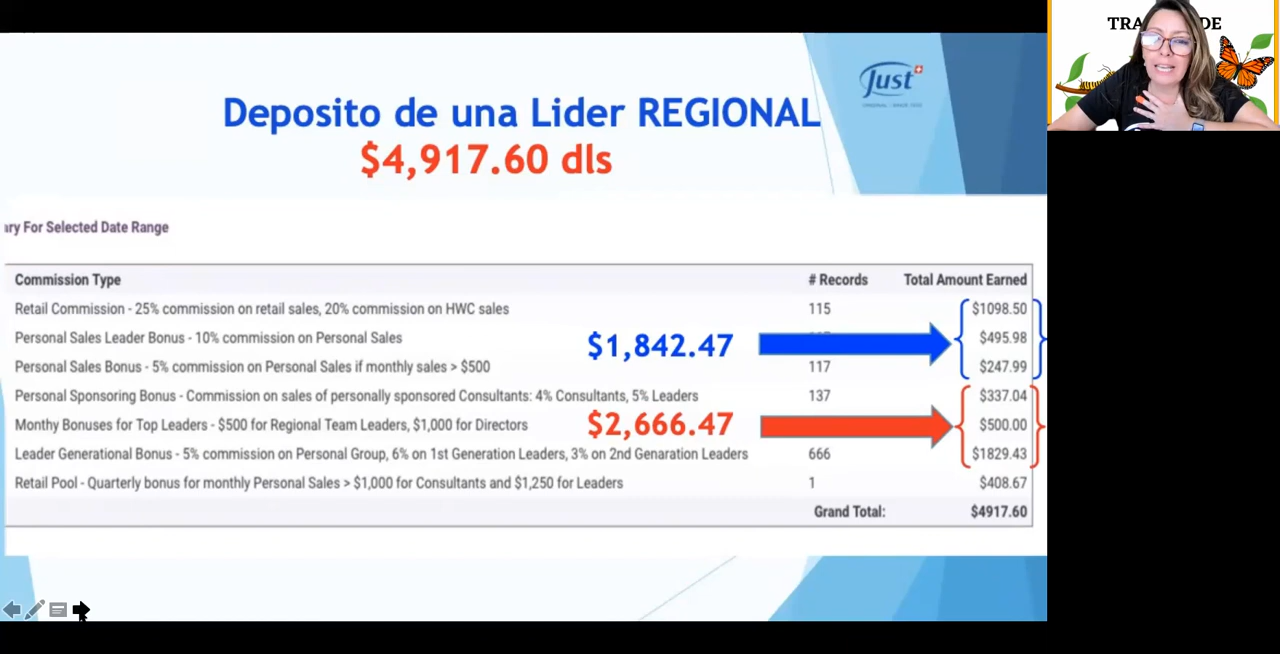 Just
Deposito de una Lider REGIONAL
$4,917.60 dls
ary For Selected Date Range
Commission Type # Records Total Amount Earned
Retail Commission - 25% commission on retail sales, 20% commission on HWC sales 115 $1098.50
Personal Sales Leader Bonus - 10% commission on Personal Sales $495.98
$1,842.47
Personal Sales Bonus - 5% commission on Personal Sales if monthly sales > $500 117 $247.99
Personal Sponsoring Bonus - Commission on sales of personally sponsored Consultants: 4% Consultants, 5% Leaders 137 $337.04
Monthy Bonuses for Top Leaders - $500 for Regional Team Leaders, $1,000 for Directors $2,666.47 $500.00
Leader Generational Bonus - 5% commission on Personal Group, 6% on 1st Generation Leaders, 3% on 2nd Genaration Leaders 666 $1829.43
Retail Pool - Quarterly bonus for monthly Personal Sales > $1,000 for Consultants and $1,250 for Leaders 1 $408.67
Grand Total: $4917.60